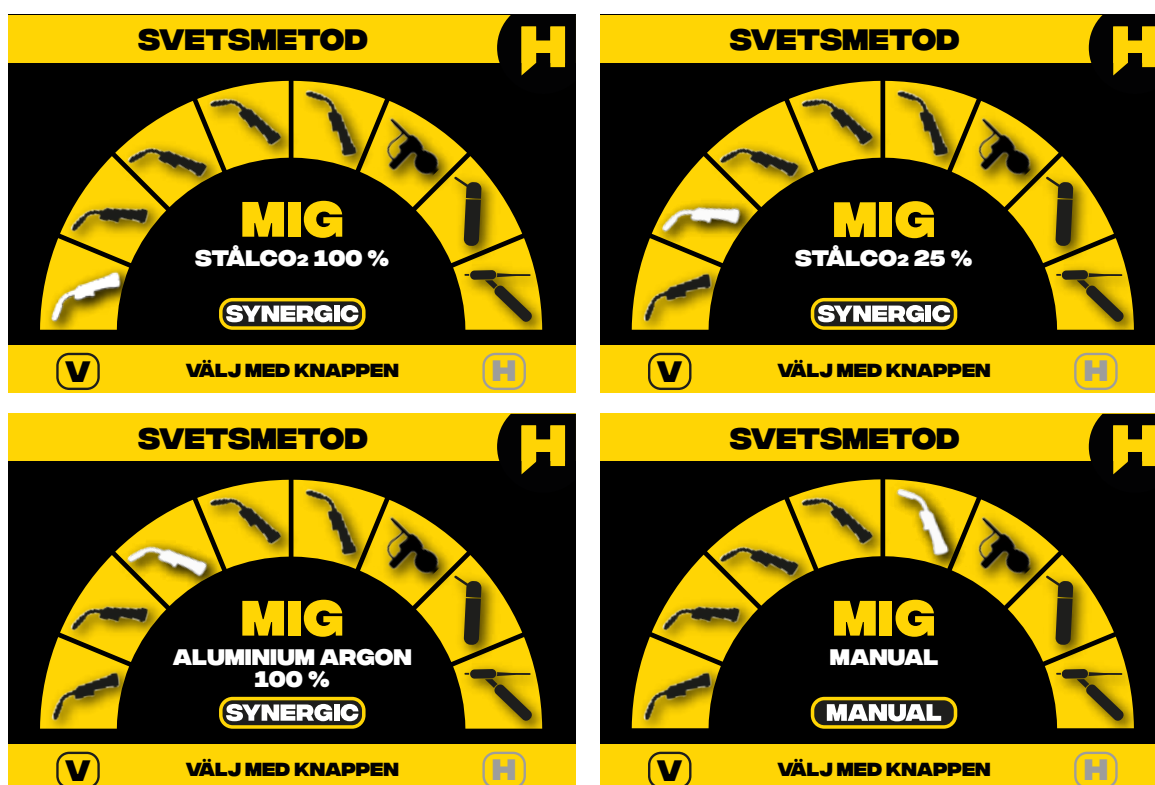 SVETSMETOD
H
MIG
STÅLCO₂ 100 %
SYNERGIC
V VÄLJ MED KNAPPEN H
SVETSMETOD
H
MIG
STÅLCO₂ 25 %
SYNERGIC
V VÄLJ MED KNAPPEN H
SVETSMETOD
H
MIG
ALUMINIUM ARGON
100 %
SYNERGIC
V VÄLJ MED KNAPPEN H
SVETSMETOD
H
MIG
MANUAL
MANUAL
V VÄLJ MED KNAPPEN H